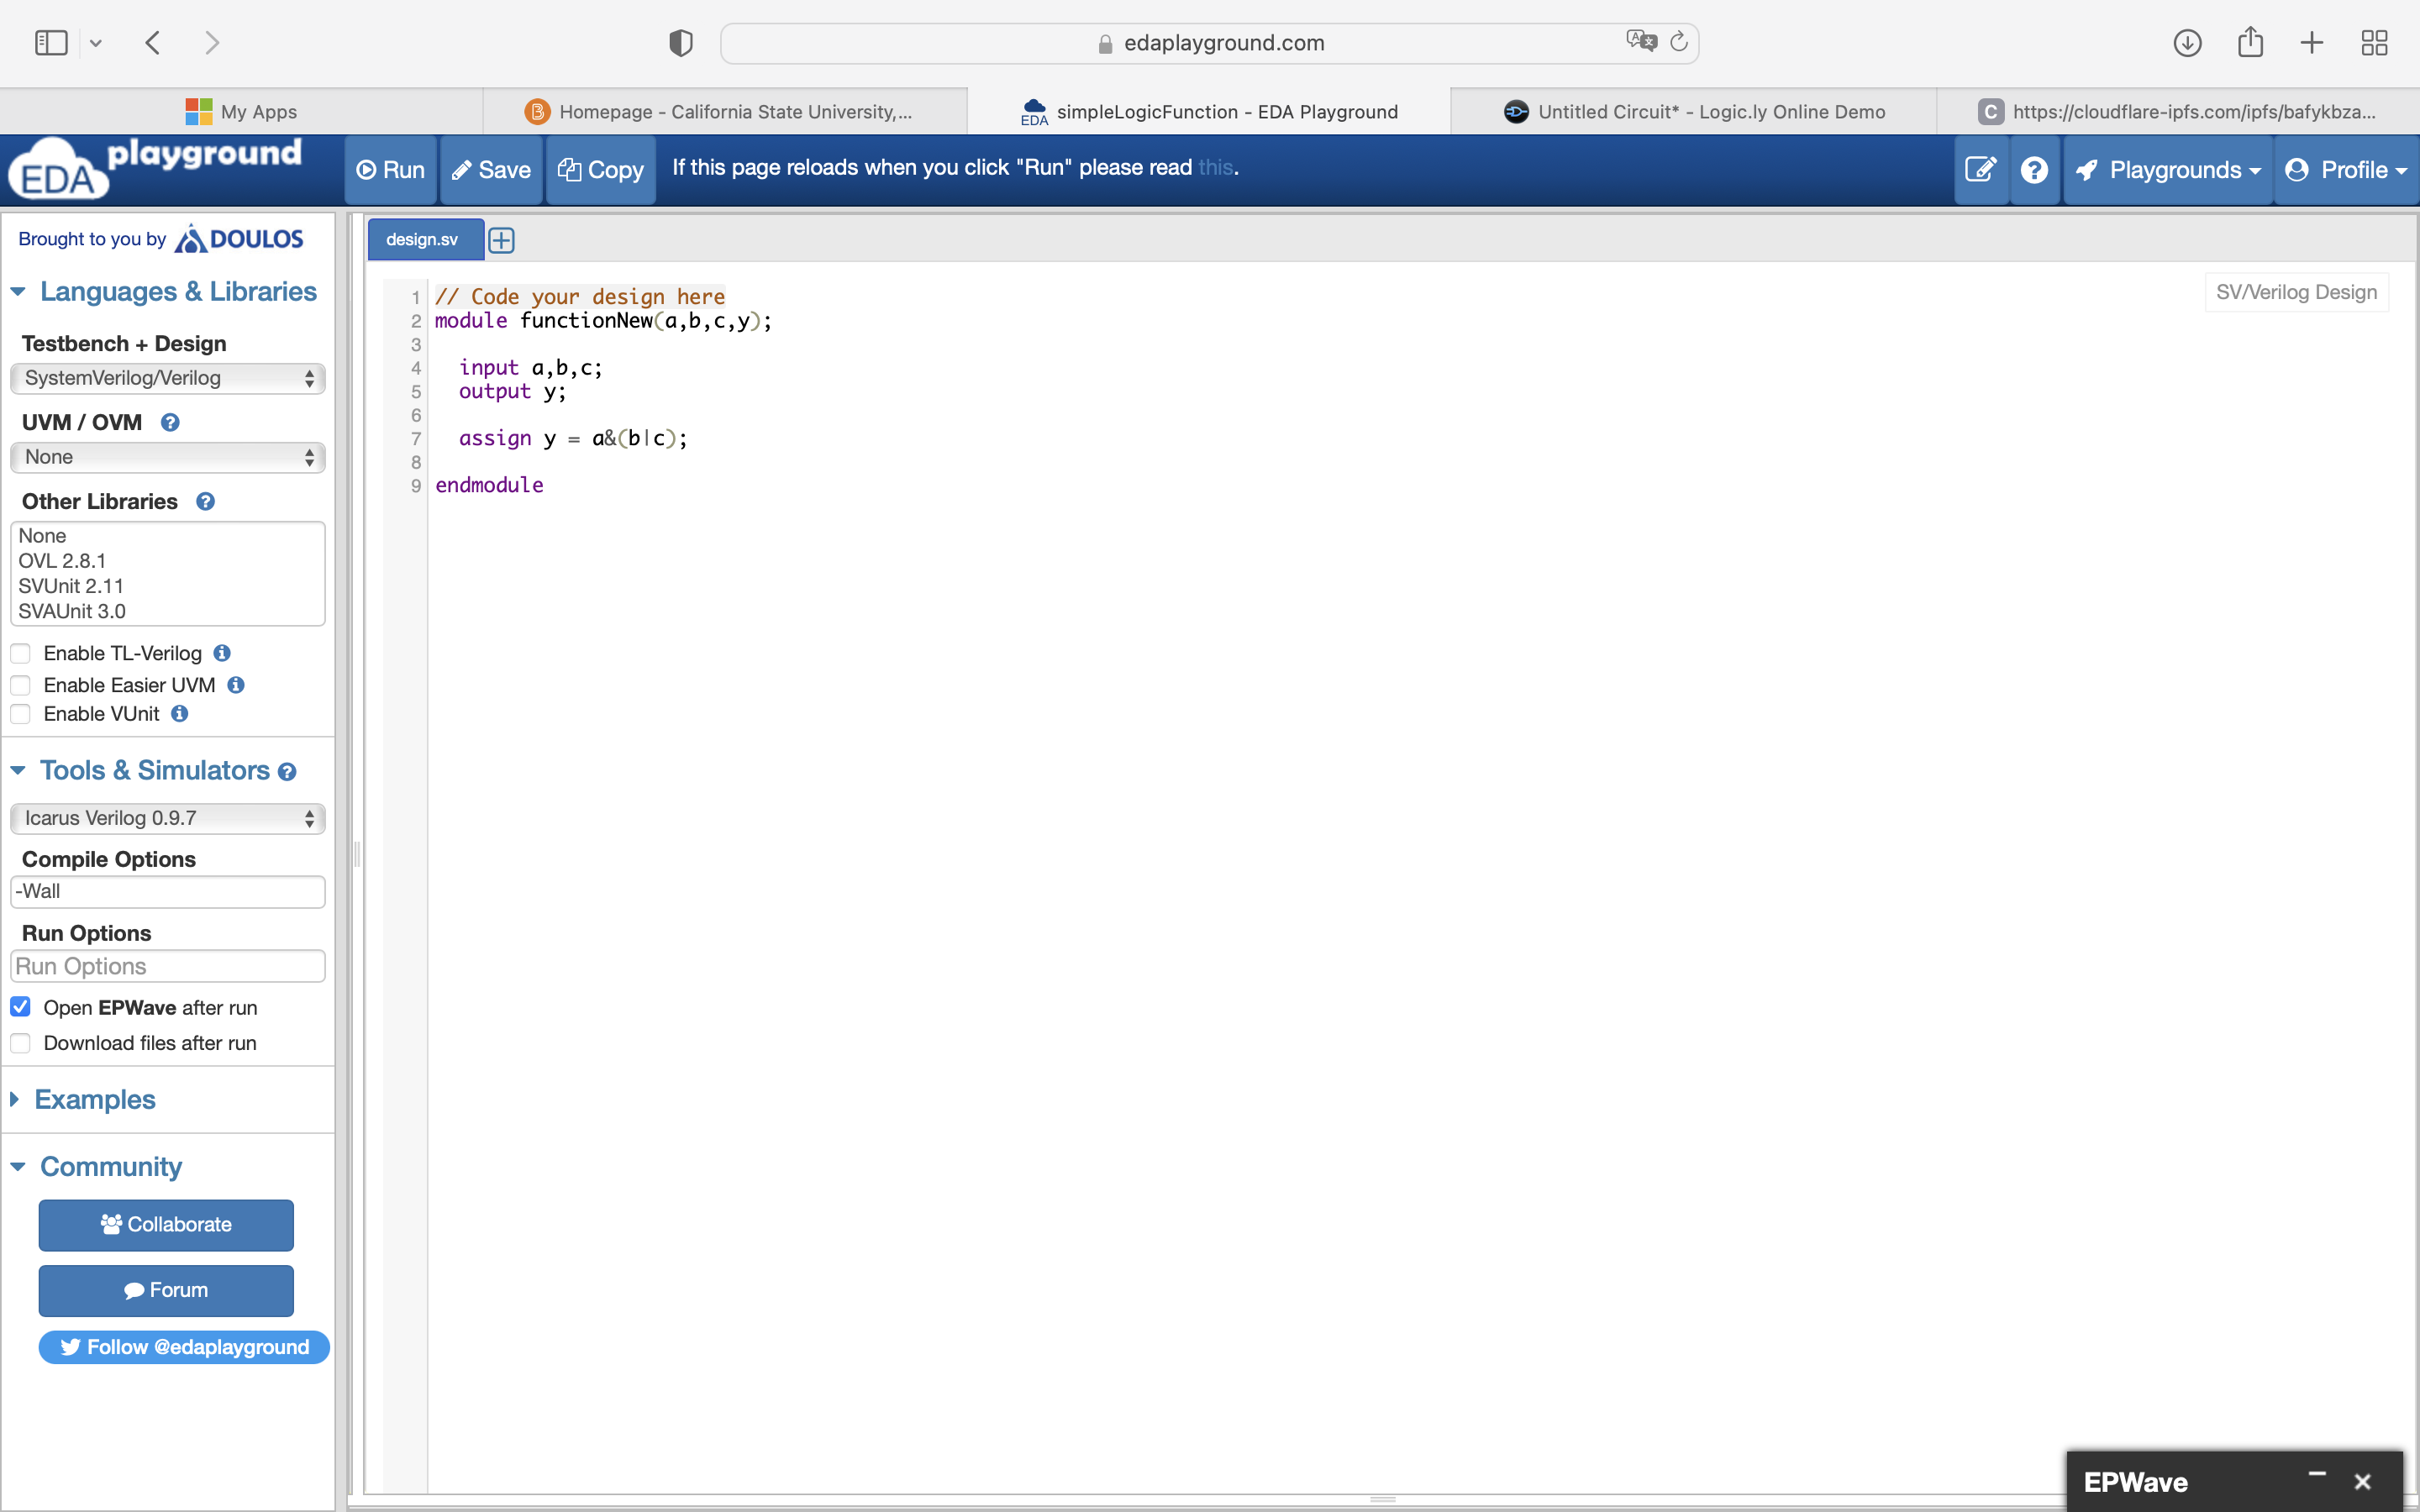 edaplayground.com
My Apps
Homepage - California State University,...
EDA
simpleLogicFunction - EDA Playground
Untitled Circuit* - Logic.ly Online Demo
C
https://cloudflare-ipfs.com/ipfs/bafykbza...
EDA playground
Run
Save
Copy
If this page reloads when you click "Run" please read this.
Playgrounds
Profile
Brought to you by DOULOS
Languages & Libraries
Testbench + Design
SystemVerilog/Verilog
UVM / OVM ?
None
Other Libraries ?
None
OVL 2.8.1
SVUnit 2.11
SVAUnit 3.0
Enable TL-Verilog
Enable Easier UVM
Enable VUnit
Tools & Simulators ?
Icarus Verilog 0.9.7
Compile Options
-Wall
Run Options
Run Options
Open EPWave after run
Download files after run
Examples
Community
Collaborate
Forum
Follow @edaplayground
design.sv
SV/Verilog Design
1 // Code your design here
2 module functionNew(a,b,c,y);
3
4 input a,b,c;
5 output y;
6
7 assign y = a&(b|c);
8
9 endmodule
EPWave